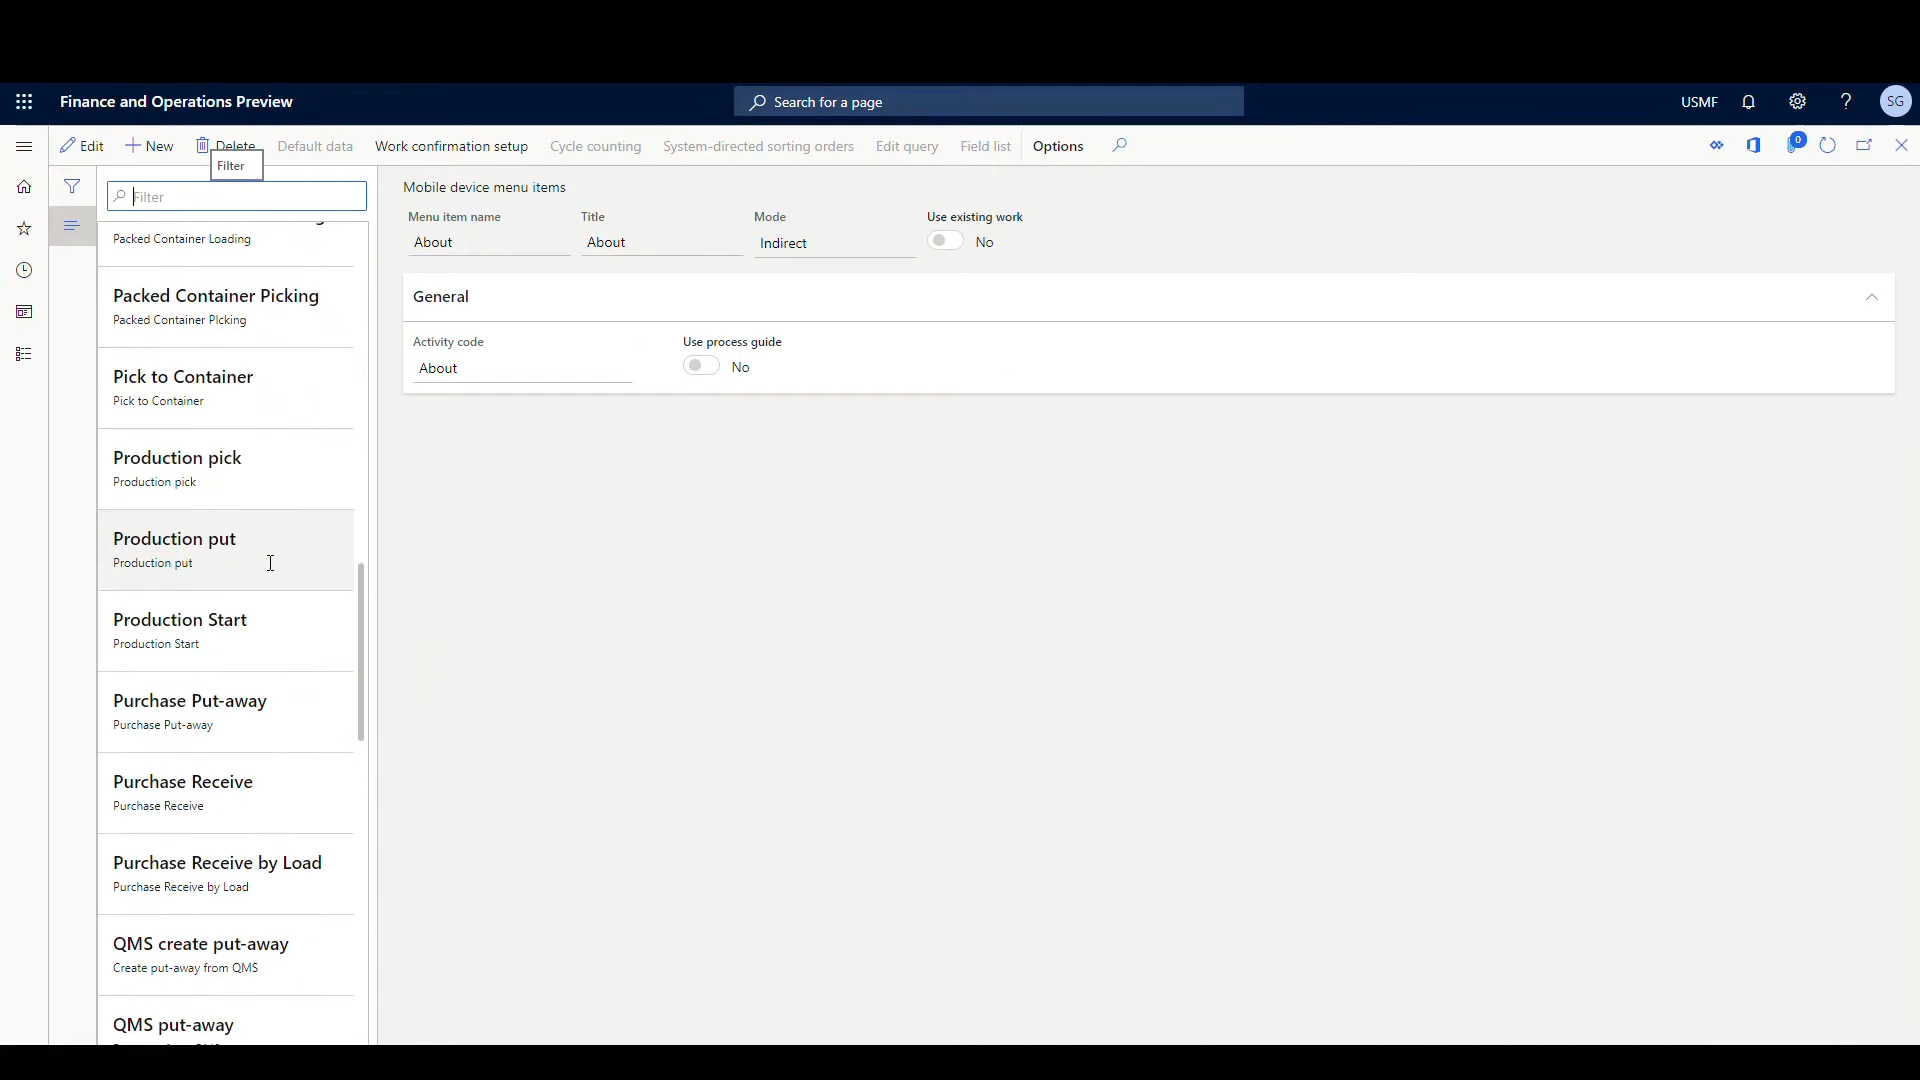 Finance and Operations Preview
Search for a page
USMF
SG
Edit
New
Delete
Default data
Work confirmation setup
Cycle counting
System-directed sorting orders
Edit query
Field list
Options
0
Filter
Filter
Packed Container Loading
Packed Container Picking
Packed Container PIcking
Pick to Container
Pick to Container
Production pick
Production pick
Production put
Production put
Production Start
Production Start
Purchase Put-away
Purchase Put-away
Purchase Receive
Purchase Receive
Purchase Receive by Load
Purchase Receive by Load
QMS create put-away
Create put-away from QMS
QMS put-away
Mobile device menu items
Menu item name
Title
Mode
Use existing work
About
About
Indirect
No
General
Activity code
Use process guide
About
No